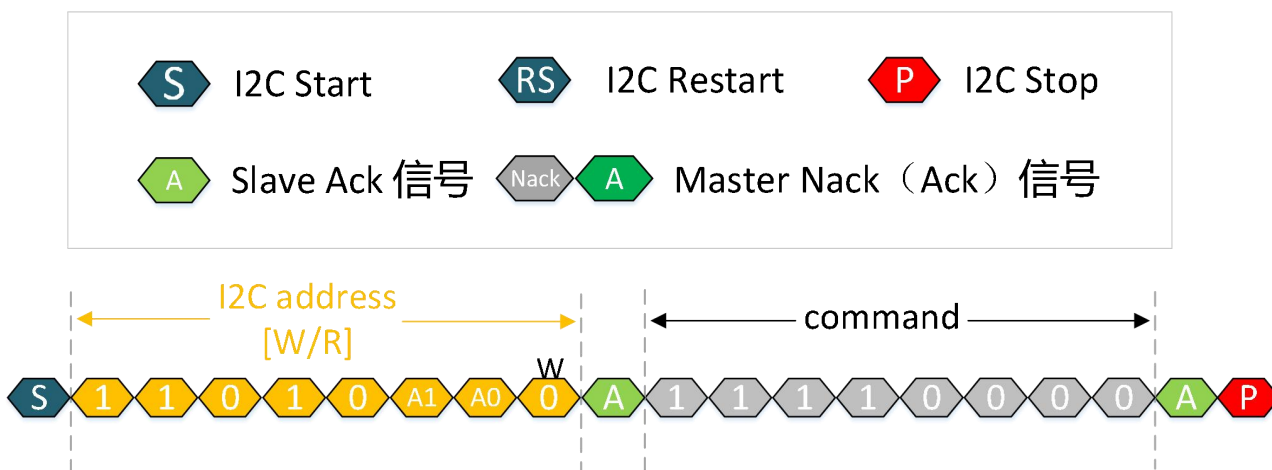 S I2C Start RS I2C Restart P I2C Stop
A Slave Ack 信号 Nack A Master Nack（Ack）信号
I2C address
[W/R]
command
W
S 1 1 0 1 0 A1 A0 0 A 1 1 1 1 0 0 0 0 A P